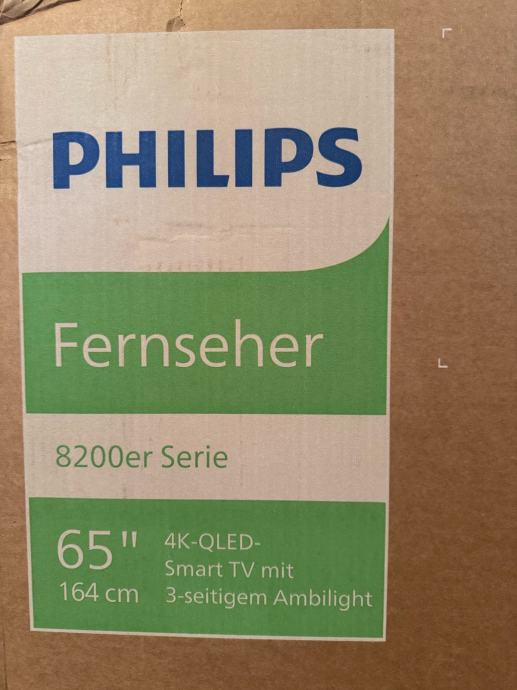 PHILIPS
Fernseher
8200er Serie
65"
164 cm
4K-QLED-
Smart TV mit
3-seitigem Ambilight